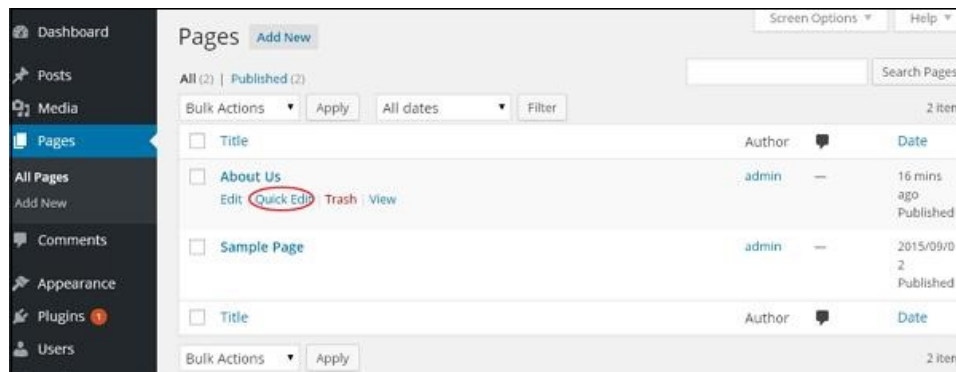 Dashboard
Posts
Media
Pages
All Pages
Add New
Comments
Appearance
Plugins 1
Users
Screen Options
Help
Pages Add New
All (2) | Published (2)
Search Pages
Bulk Actions Apply All dates Filter
2 item
Title Author Date
About Us admin — 16 mins
ago
Published
Edit | Quick Edit | Trash | View
Sample Page admin — 2015/09/0
2
Published
Title Author Date
Bulk Actions Apply
2 item